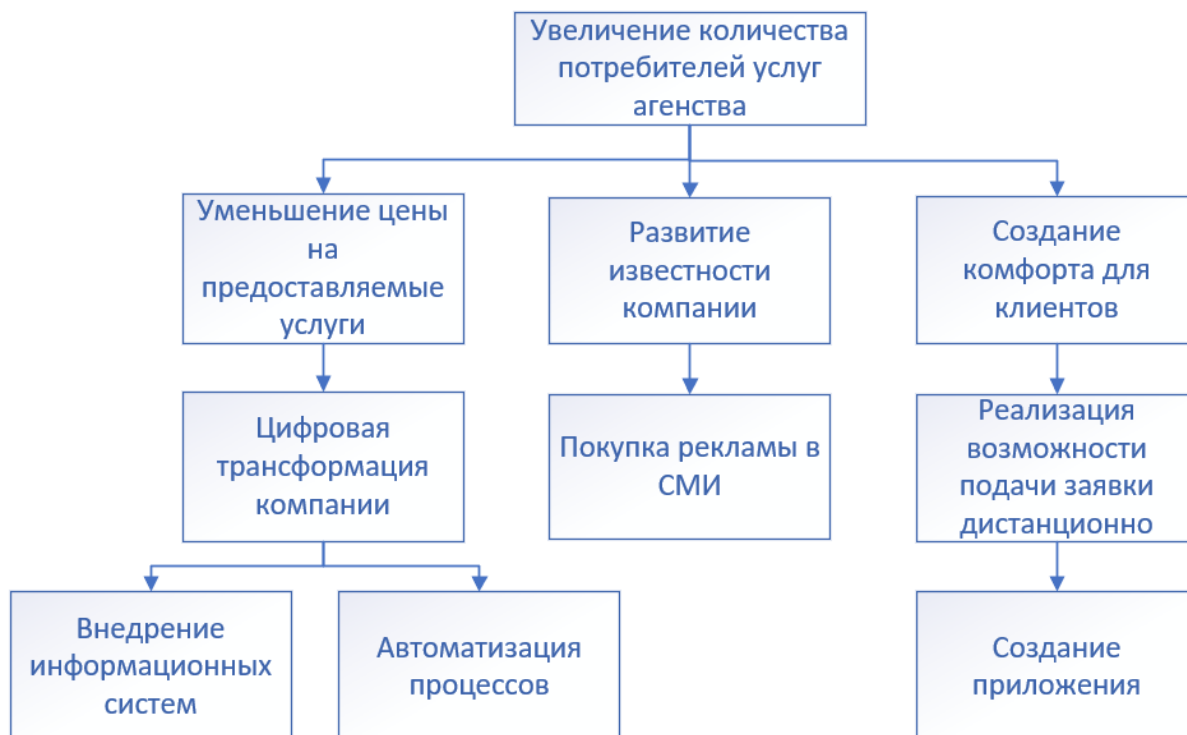 Увеличение количества
потребителей услуг
агенства
Уменьшение цены
на
предоставляемые
услуги
Развитие
известности
компании
Создание
комфорта для
клиентов
Цифровая
трансформация
компании
Покупка рекламы в
СМИ
Реализация
возможности
подачи заявки
дистанционно
Внедрение
информационных
систем
Автоматизация
процессов
Создание
приложения